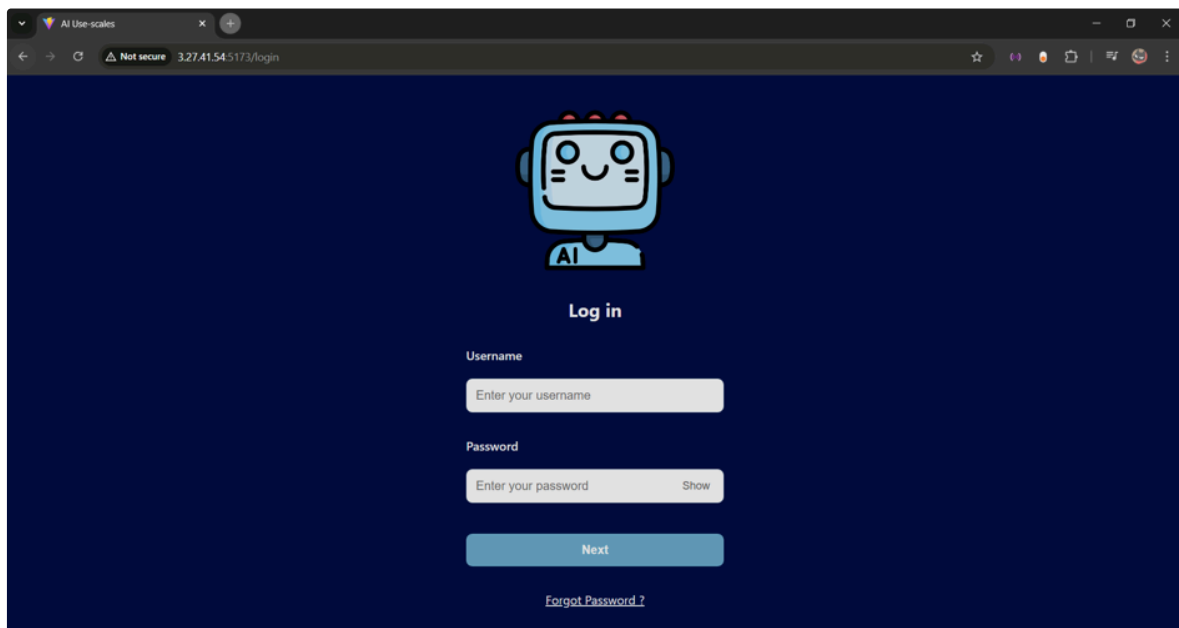 AI Use-scales
Not secure 3.27.41.54:5173/login
AI
Log in
Username
Enter your username
Password
Enter your password Show
Next
Forgot Password ?